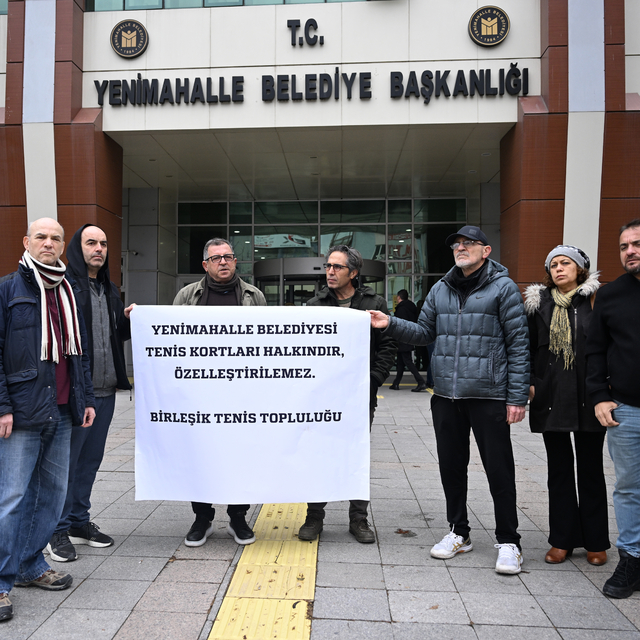 T.C.
YENİMAHALLE BELEDİYE BAŞKANLIĞI
YENİMAHALLE BELEDİYESİ
TENİS KORTLARI HALKINDIR,
ÖZELLEŞTİRİLEMEZ.
BİRLEŞİK TENİS TOPLULUĞU